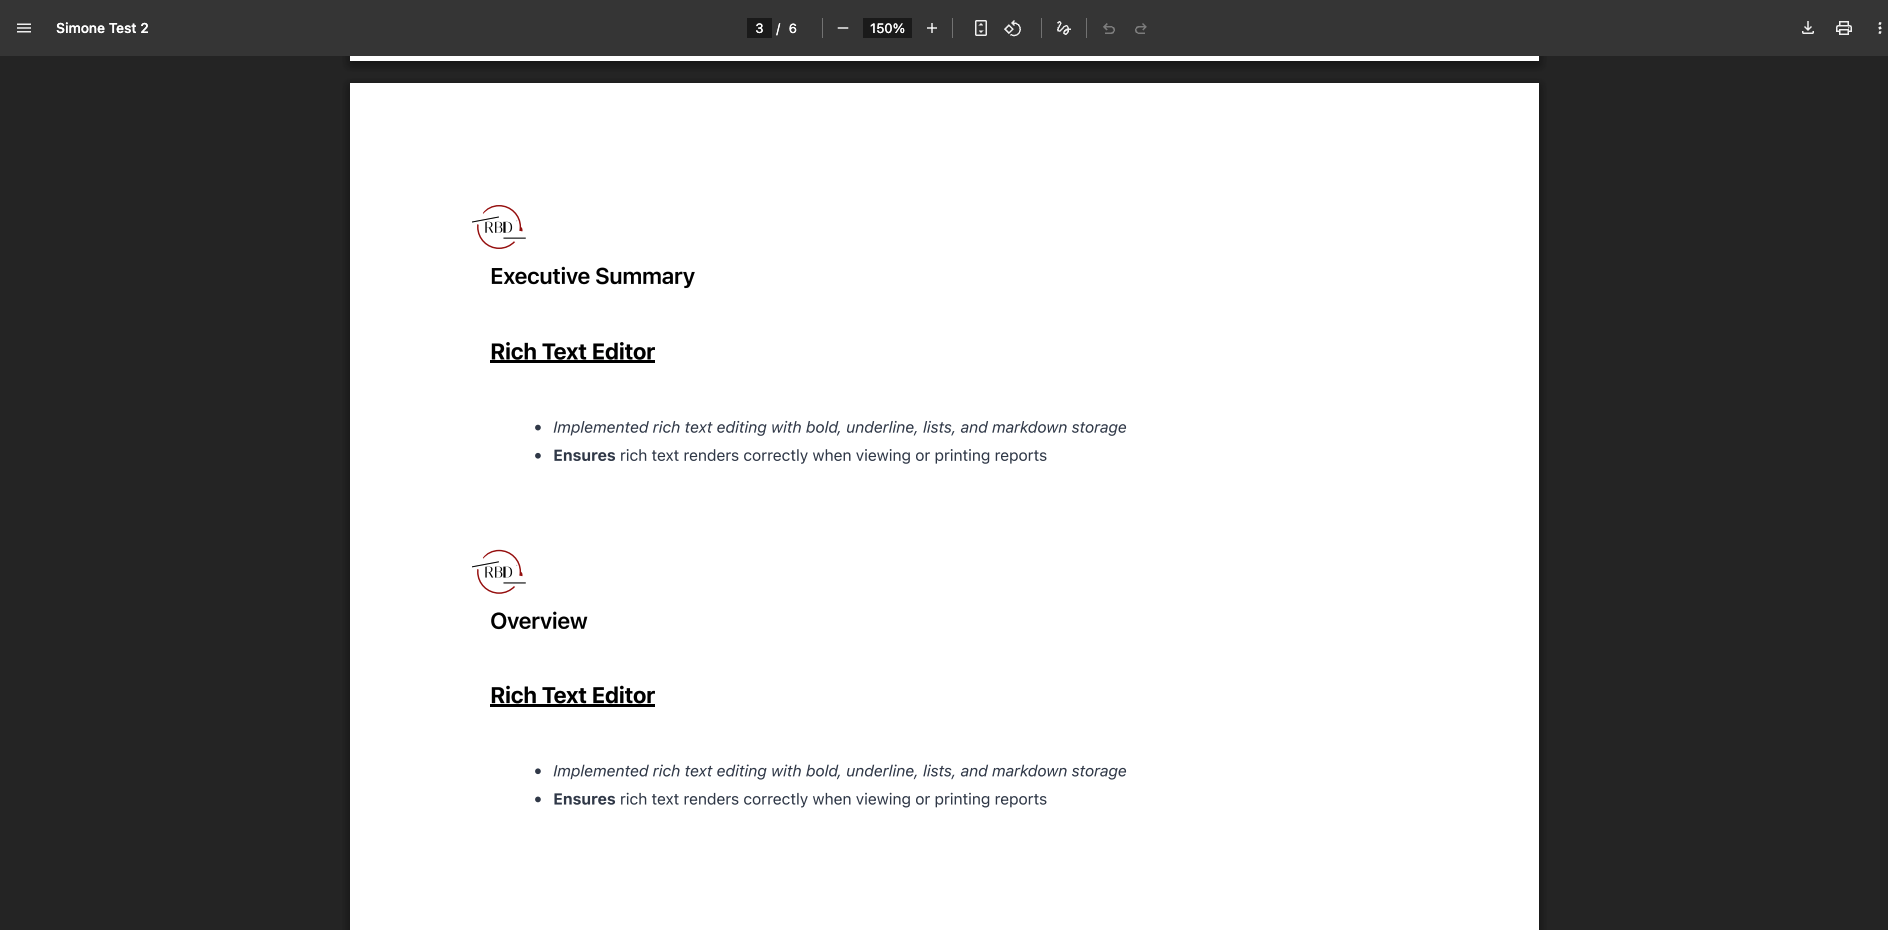 Simone Test 2
3 / 6
150%
RBD
Executive Summary
Rich Text Editor
• Implemented rich text editing with bold, underline, lists, and markdown storage
• Ensures rich text renders correctly when viewing or printing reports
RBD
Overview
Rich Text Editor
• Implemented rich text editing with bold, underline, lists, and markdown storage
• Ensures rich text renders correctly when viewing or printing reports